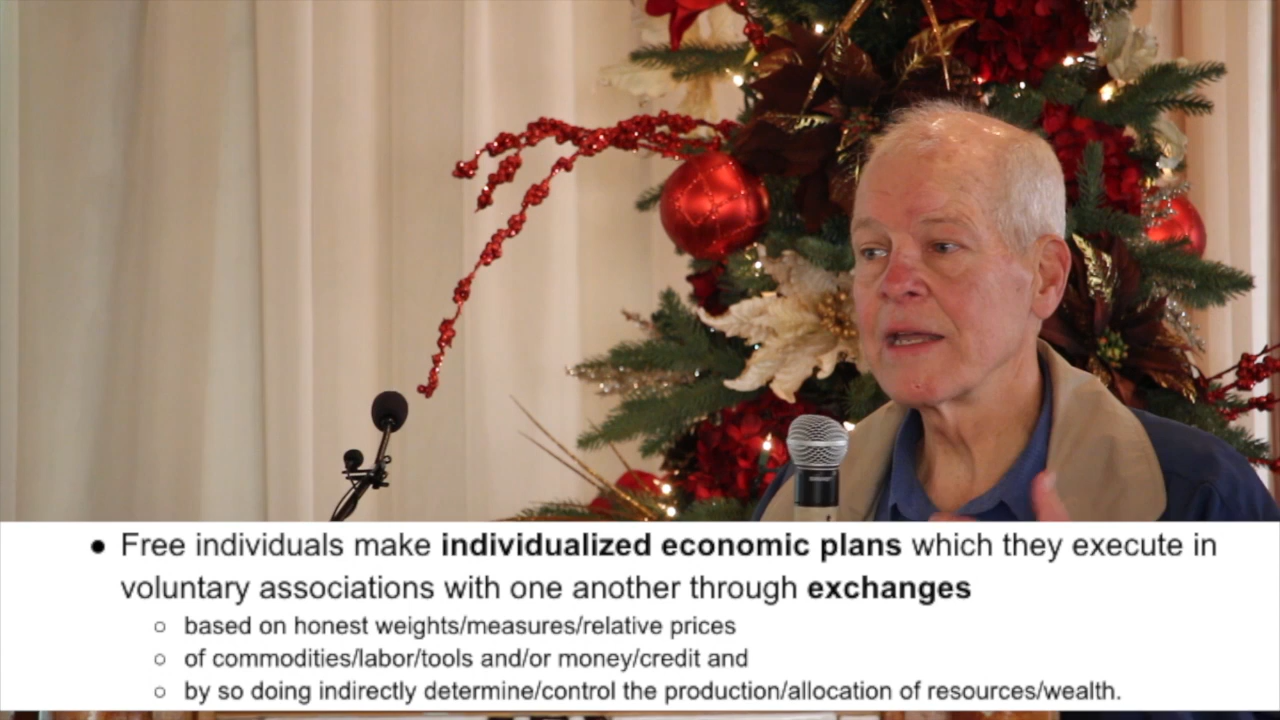 ● Free individuals make individualized economic plans which they execute in
voluntary associations with one another through exchanges
○ based on honest weights/measures/relative prices
○ of commodities/labor/tools and/or money/credit and
○ by so doing indirectly determine/control the production/allocation of resources/wealth.